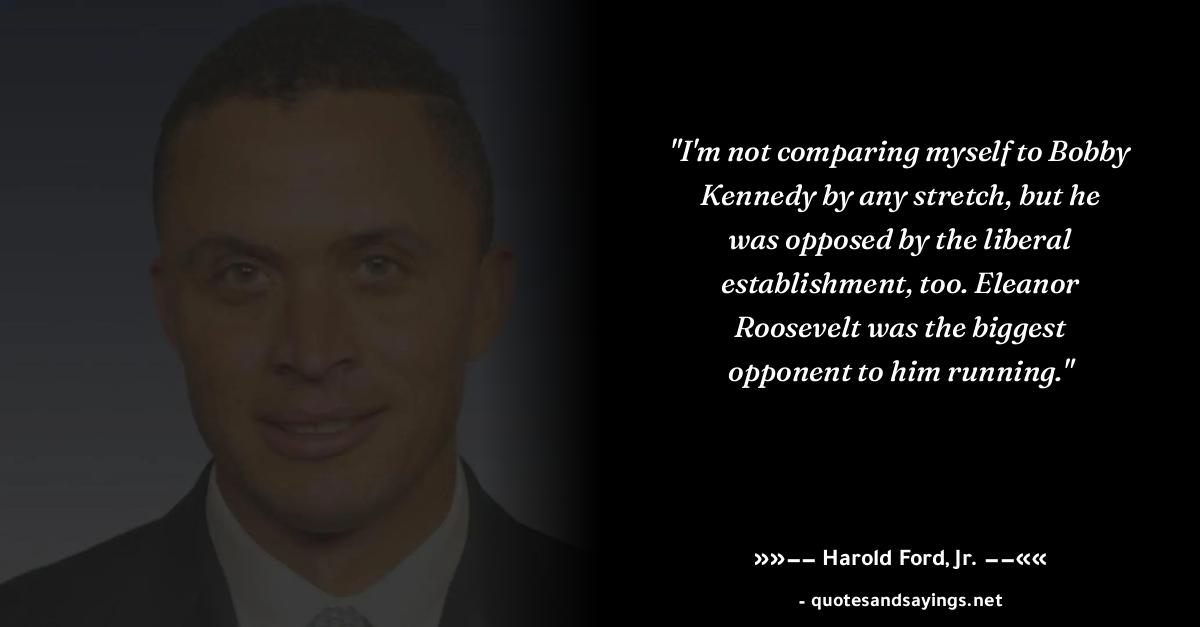 "I'm not comparing myself to Bobby
Kennedy by any stretch, but he
was opposed by the liberal
establishment, too. Eleanor
Roosevelt was the biggest
opponent to him running."
»»−− Harold Ford, Jr. −−««
- quotesandsayings.net